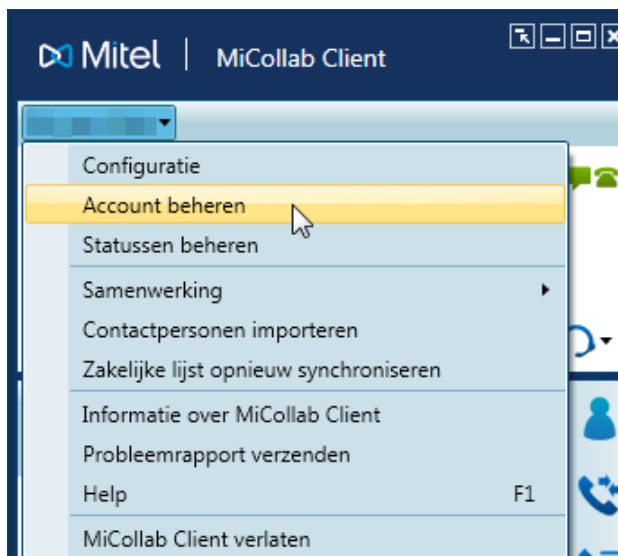 Mitel | MiCollab Client
Configuratie
Account beheren
Statussen beheren
Samenwerking
Contactpersonen importeren
Zakelijke lijst opnieuw synchroniseren
Informatie over MiCollab Client
Probleemrapport verzenden
Help F1
MiCollab Client verlaten